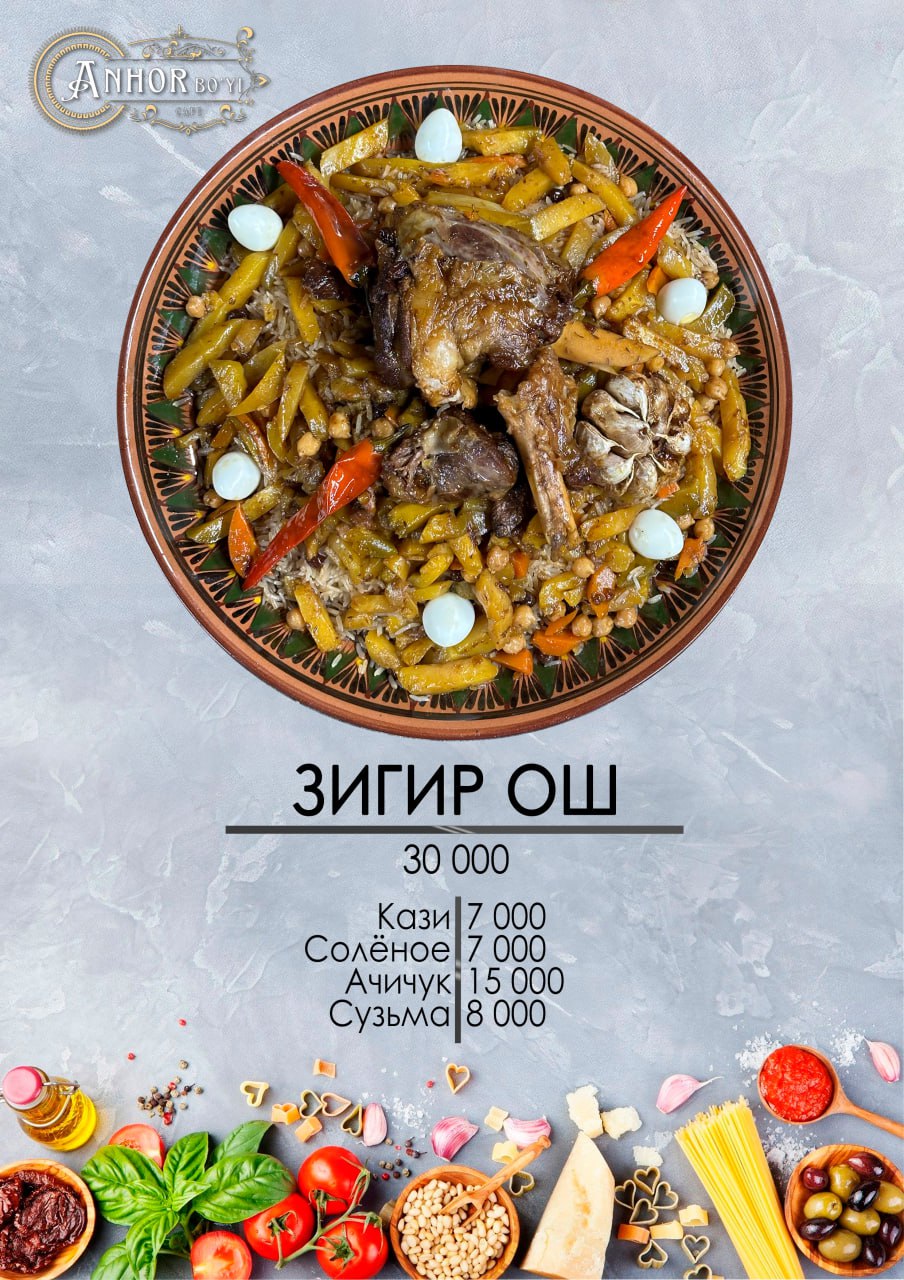 ANHOR BO'YI
CAFE
ЗИГИР ОШ
30 000
Кази 7 000
Солёное 7 000
Ачичук 15 000
Сузьма 8 000